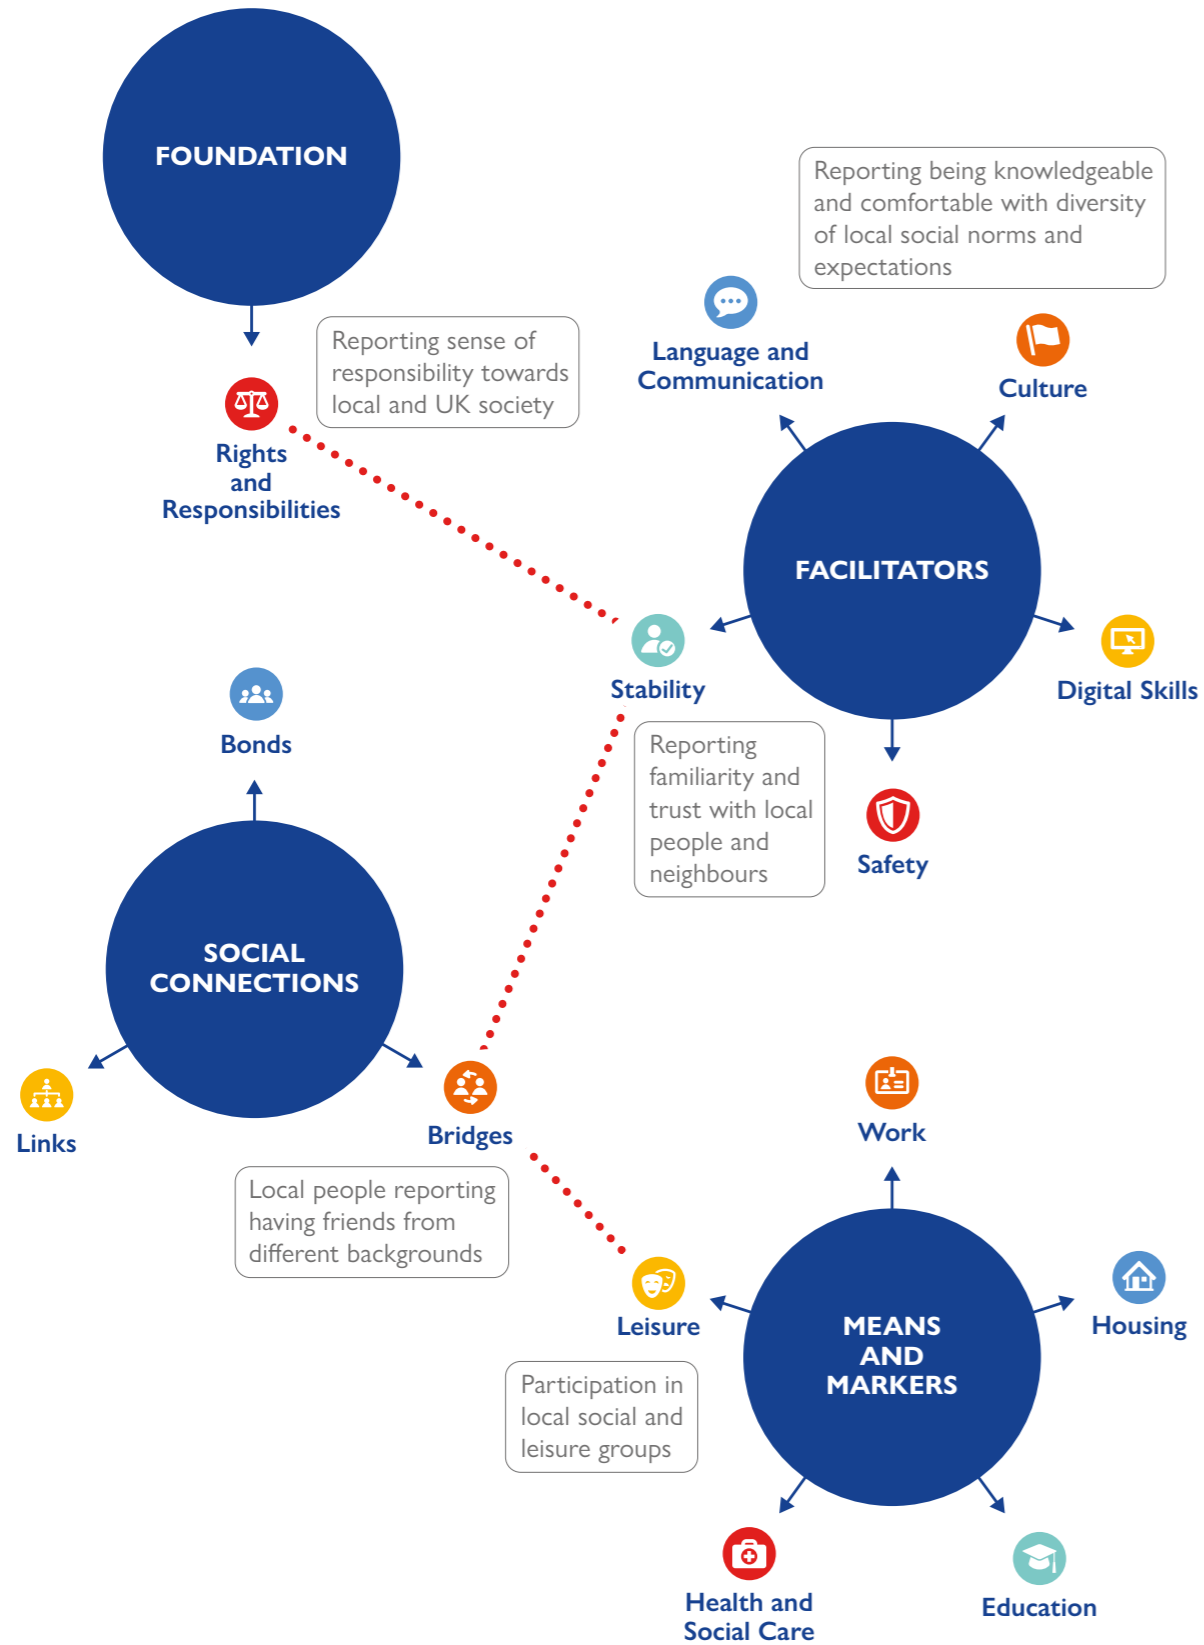 FOUNDATION
Reporting being knowledgeable
and comfortable with diversity
of local social norms and
expectations
Reporting sense of
responsibility towards
local and UK society
Language and
Communication
Culture
Rights
and
Responsibilities
FACILITATORS
Stability
Digital Skills
Bonds
Reporting
familiarity and
trust with local
people and
neighbours
Safety
SOCIAL
CONNECTIONS
Links
Bridges
Work
Local people reporting
having friends from
different backgrounds
Leisure
Housing
MEANS
AND
MARKERS
Participation in
local social and
leisure groups
Health and
Social Care
Education